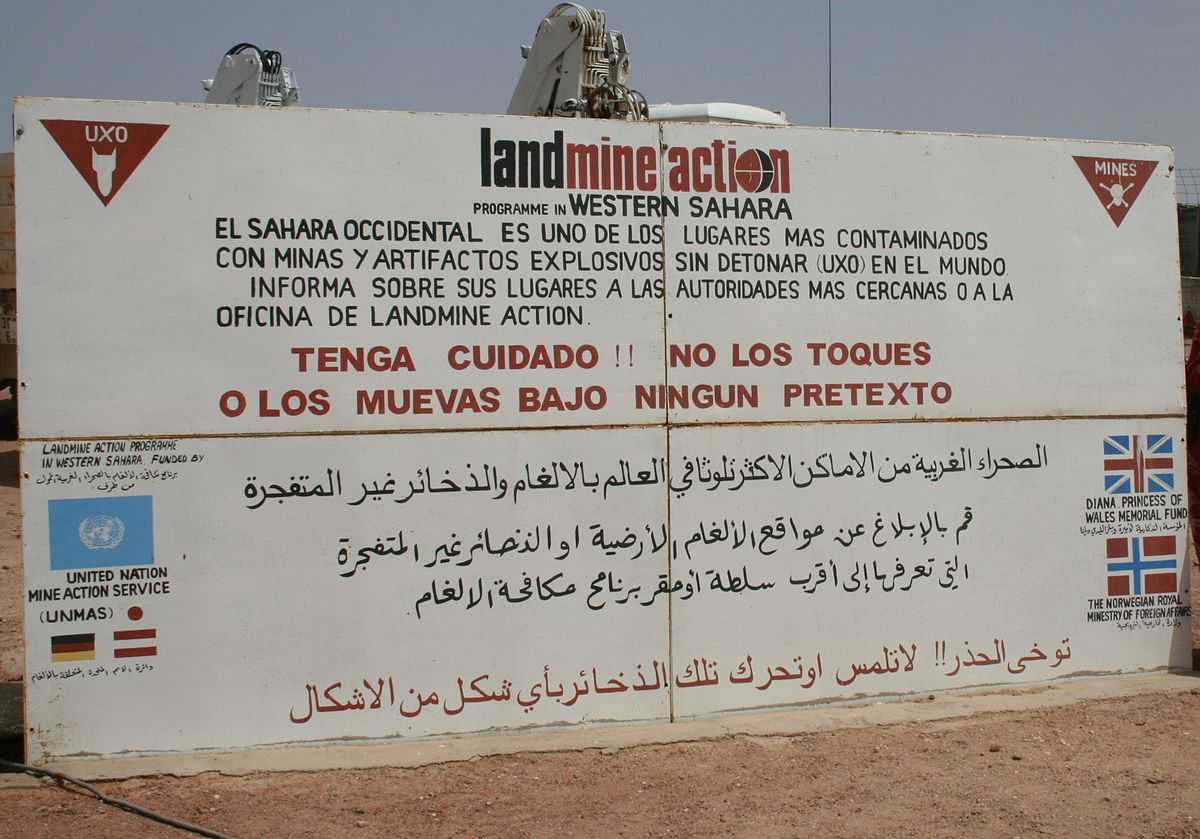 UXO
MINES
landmine action
PROGRAMME IN WESTERN SAHARA
EL SAHARA OCCIDENTAL ES UNO DE LOS LUGARES MAS CONTAMINADOS
CON MINAS Y ARTIFACTOS EXPLOSIVOS SIN DETONAR (UXO) EN EL MUNDO.
INFORMA SOBRE SUS LUGARES A LAS AUTORIDADES MAS CERCANAS O A LA
OFICINA DE LANDMINE ACTION.
TENGA CUIDADO !! NO LOS TOQUES
O LOS MUEVAS BAJO NINGUN PRETEXTO
LANDMINE ACTION PROGRAMME
IN WESTERN SAHARA FUNDED BY
من طرف
UNITED NATION
MINE ACTION SERVICE
(UNMAS)
الصحراء الغربية من الاماكن الاكثر تلوثا في العالم بالالغام والذخائر غير المتفجرة
قم بالإبلاغ عن مواقع الألغام الأرضية او الذخائر غير المتفجرة
التي تعرفها إلى أقرب سلطة أو مقر برنامج مكافحة الالغام.
توخى الحذر!! لاتلمس اوتحرك تلك الذخائر بأي شكل من الاشكال
DIANA PRINCESS OF
WALES MEMORIAL FUND
THE NORWEGIAN ROYAL
MINISTRY OF FOREIGN AFFAIRS